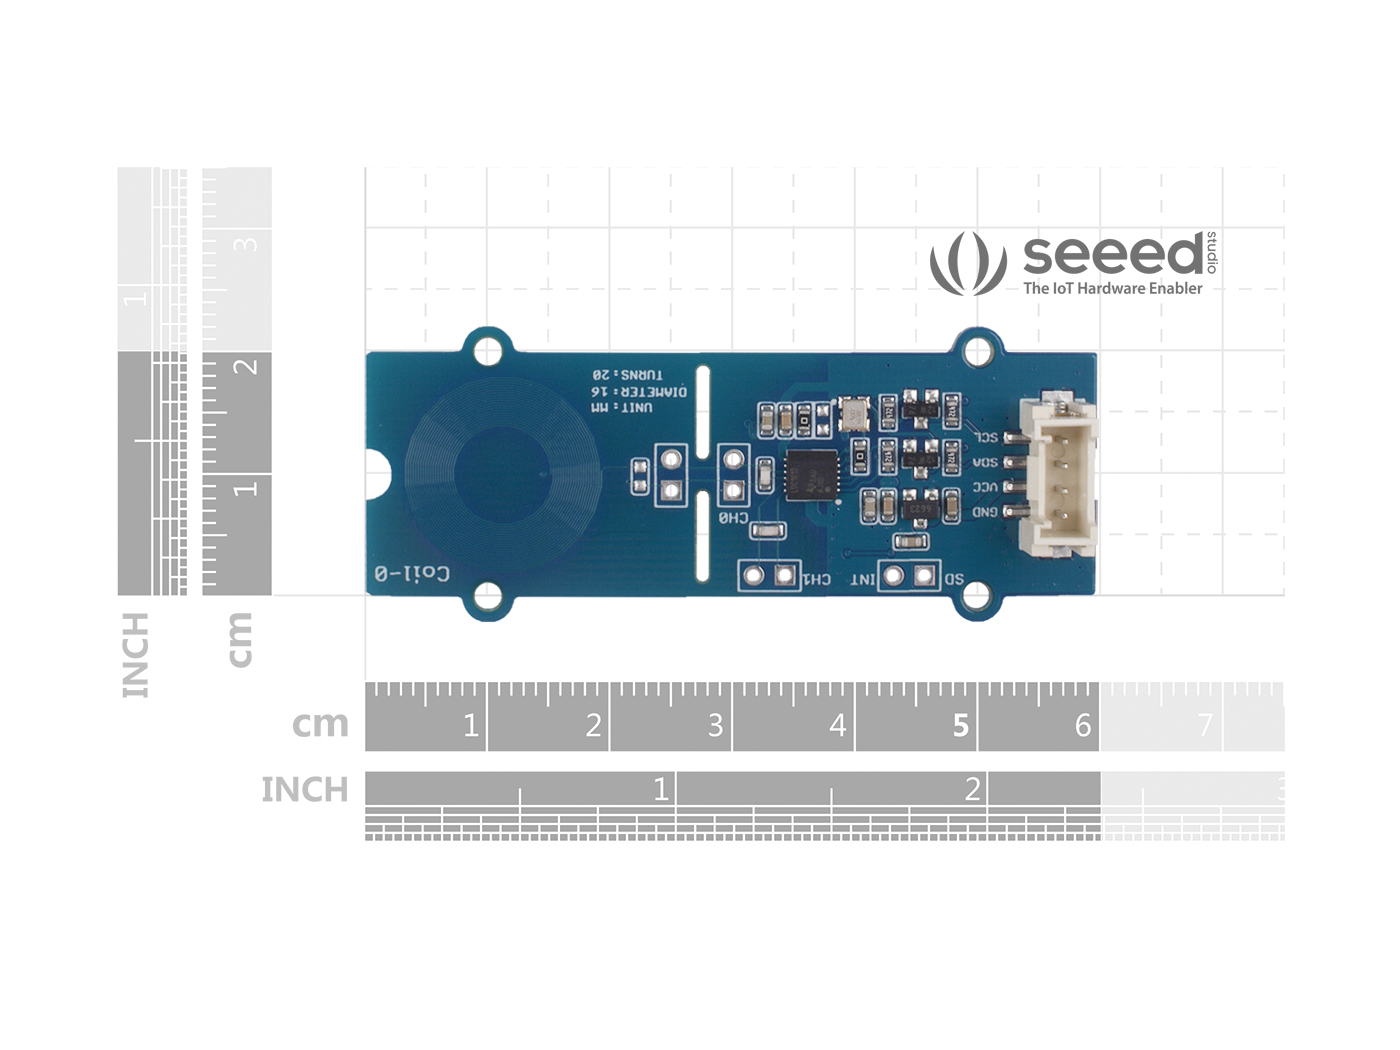 seeed
studio
The IoT Hardware Enabler
3
2
1
cm
1
INCH
TURNS:20
DIAMETER:16
UNIT: MM
Coil-0
CH0
CH1
INT
SD
SCL
SDA
VCC
GND
6623
cm 1 2 3 4 5 6 7
INCH 1 2 3